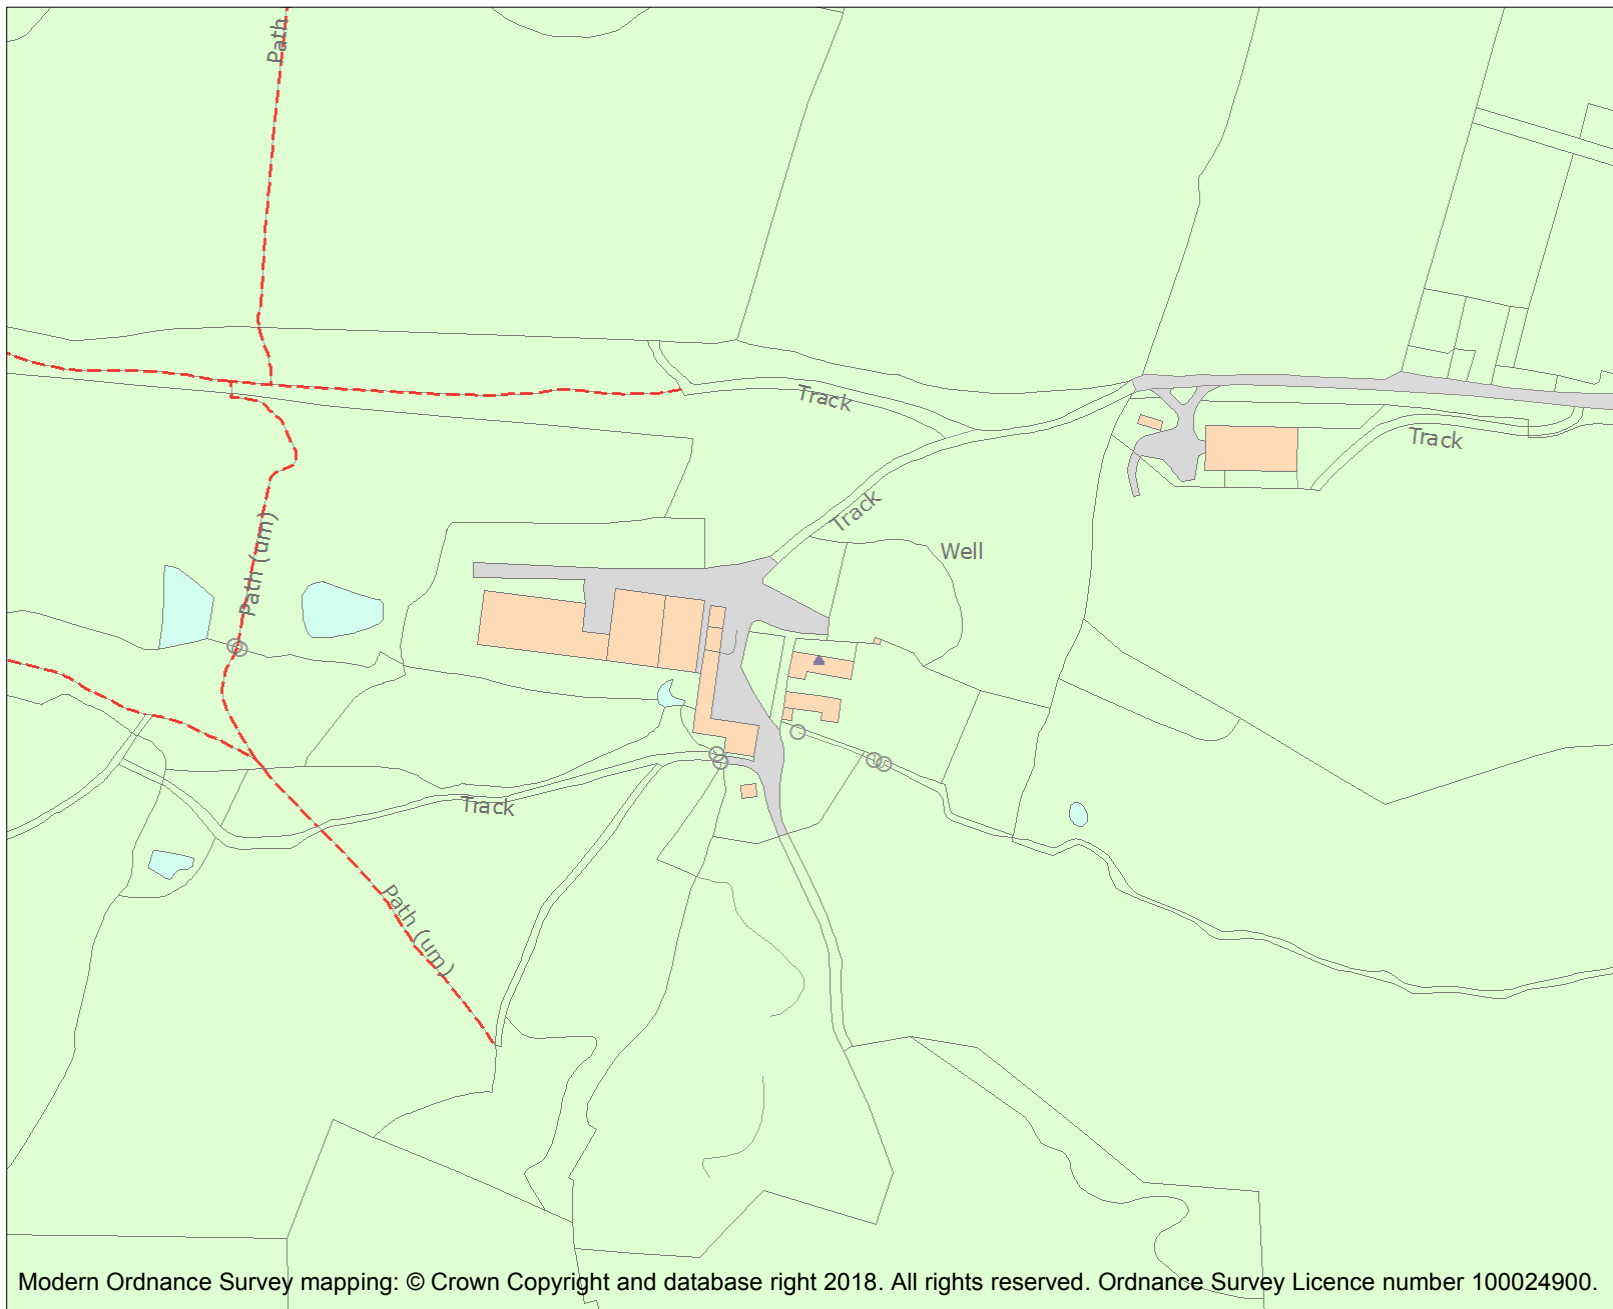 Path
Track
Track
Track
Path (um)
Well
Track
Path (um)
Modern Ordnance Survey mapping: © Crown Copyright and database right 2018. All rights reserved. Ordnance Survey Licence number 100024900.